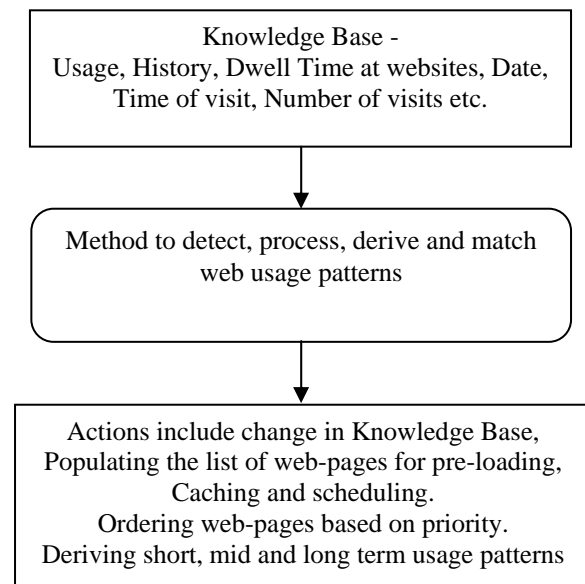 Knowledge Base -
Usage, History, Dwell Time at websites, Date,
Time of visit, Number of visits etc.
Method to detect, process, derive and match
web usage patterns
Actions include change in Knowledge Base,
Populating the list of web-pages for pre-loading,
Caching and scheduling.
Ordering web-pages based on priority.
Deriving short, mid and long term usage patterns